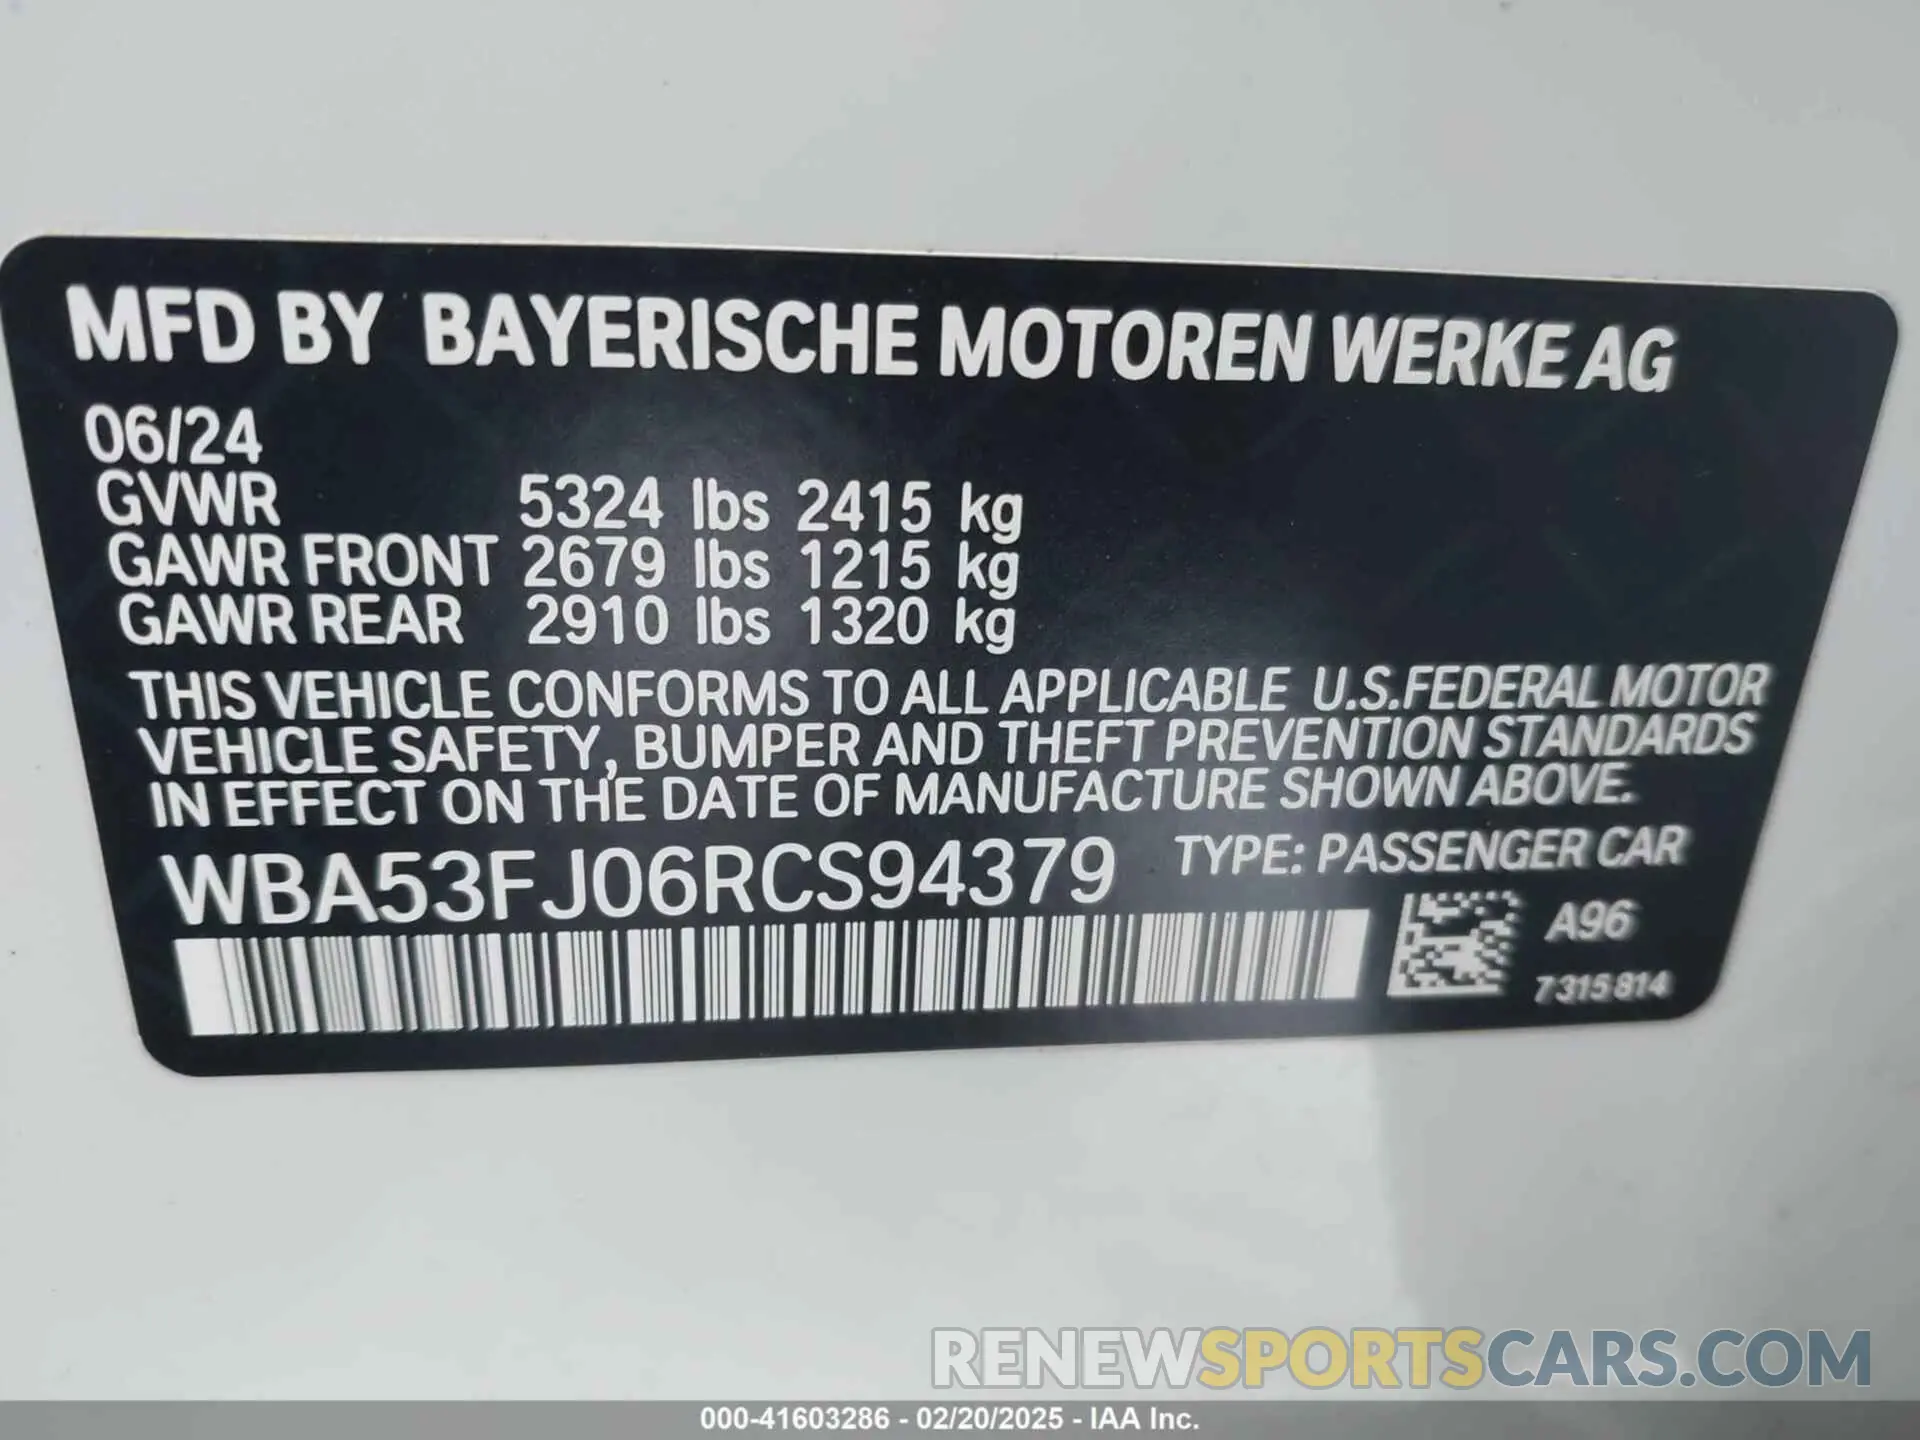 MFD BY BAYERISCHE MOTOREN WERKE AG
06/24
GVWR 5324 lbs 2415 kg
GAWR FRONT 2679 lbs 1215 kg
GAWR REAR 2910 lbs 1320 kg
THIS VEHICLE CONFORMS TO ALL APPLICABLE U.S.FEDERAL MOTOR
VEHICLE SAFETY, BUMPER AND THEFT PREVENTION STANDARDS
IN EFFECT ON THE DATE OF MANUFACTURE SHOWN ABOVE.
WBA53FJ06RCS94379 TYPE: PASSENGER CAR
A96
7315814
RENEWSPORTSCARS.COM
000-41603286 - 02/20/2025 - IAA Inc.